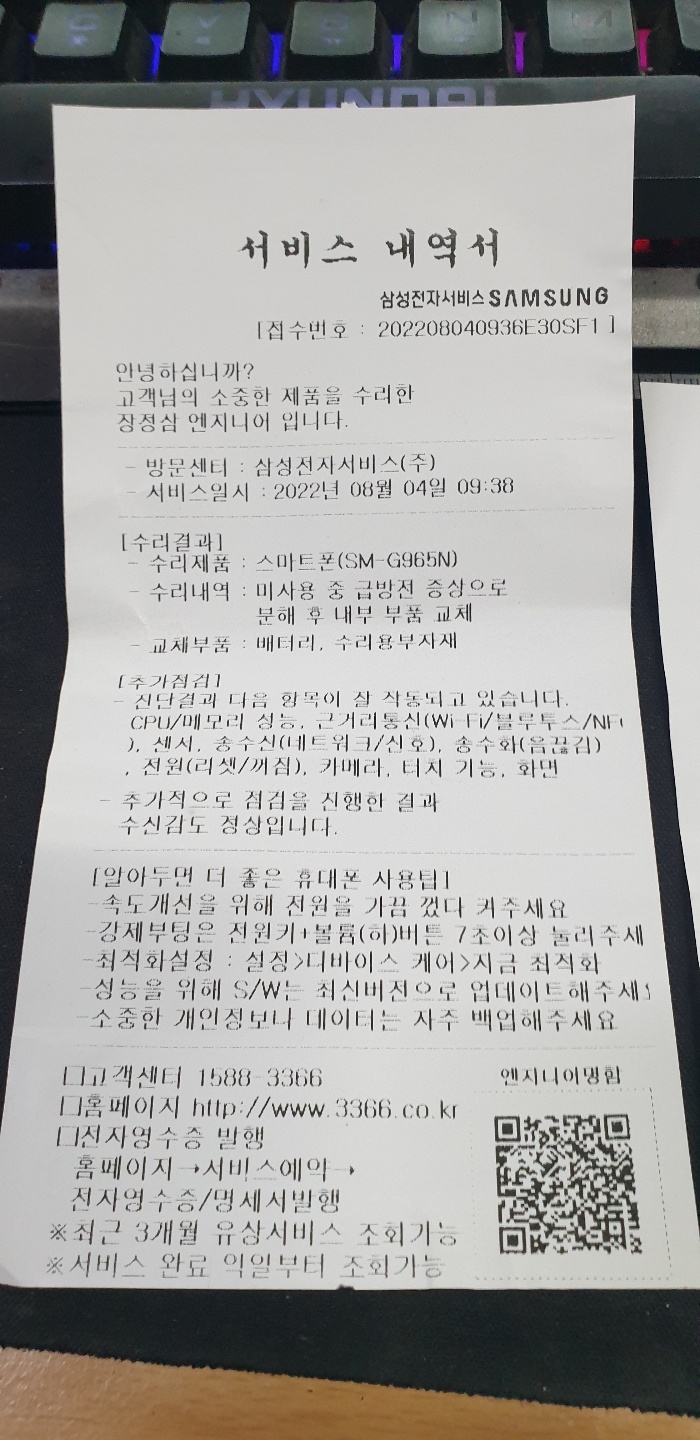 HYUNDAI
서비스 내역서
삼성전자서비스 SAMSUNG
[접수번호 : 202208040936E30SF1 ]
안녕하십니까?
고객님의 소중한 제품을 수리한
장정삼 엔지니어 입니다.
- 방문센터 : 삼성전자서비스(주)
- 서비스일시 : 2022년 08월 04일 09:38
[수리결과]
- 수리제품 : 스마트폰(SM-G965N)
- 수리내역 : 미사용 중 급방전 증상으로
분해 후 내부 부품 교체
- 교체부품 : 배터리, 수리용부자재
[추가점검]
- 진단결과 다음 항목이 잘 작동되고 있습니다.
CPU/메모리 성능, 근거리통신(Wi-Fi/블루투스/NF
), 센서, 송수신(네트워크/신호), 송수화(음끊김)
, 전원(리셋/꺼짐), 카메라, 터치 기능, 화면
- 추가적으로 점검을 진행한 결과
수신감도 정상입니다.
[알아두면 더 좋은 휴대폰 사용팁]
-속도개선을 위해 전원을 가끔 껐다 켜주세요
-강제부팅은 전원키+볼륨(하)버튼 7초이상 눌러주세
-최적화설정 : 설정>디바이스 케어>지금 최적화
-성능을 위해 S/W는 최신버전으로 업데이트해주세
-소중한 개인정보나 데이터는 자주 백업해주세요
□고객센터 1588-3366
엔지니어명함
□홈페이지 http://www.3366.co.kr
□전자영수증 발행
홈페이지→서비스예약→
전자영수증/명세서발행
※최근 3개월 유상서비스 조회가능
※서비스 완료 익일부터 조회가능